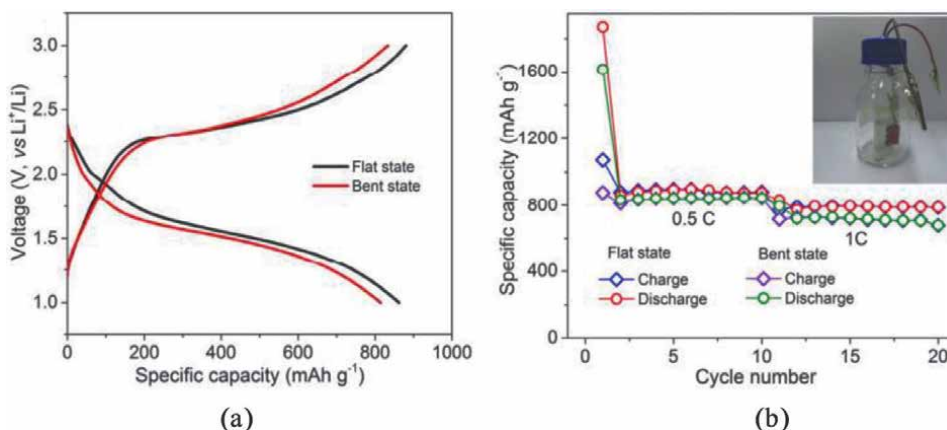 3.0
2.5
2.0
1.5
1.0
Voltage (V, vs Li⁺/Li)
Flat state
Bent state
0 200 400 600 800 1000
Specific capacity (mAh g⁻¹)
(a)
1600
1200
800
400
0
Specific capacity (mAh g⁻¹)
0.5 C
1C
Flat state
Charge
Discharge
Bent state
Charge
Discharge
0 5 10 15 20
Cycle number
(b)